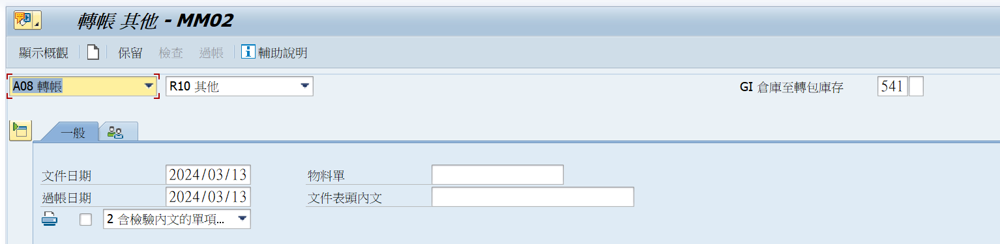 轉帳 其他 - MM02
顯示概觀 保留 檢查 過帳 輔助說明
A08 轉帳 R10 其他 GI 倉庫至轉包庫存 541
一般
文件日期 2024/03/13 物料單
過帳日期 2024/03/13 文件表頭內文
2 含檢驗內文的單項...